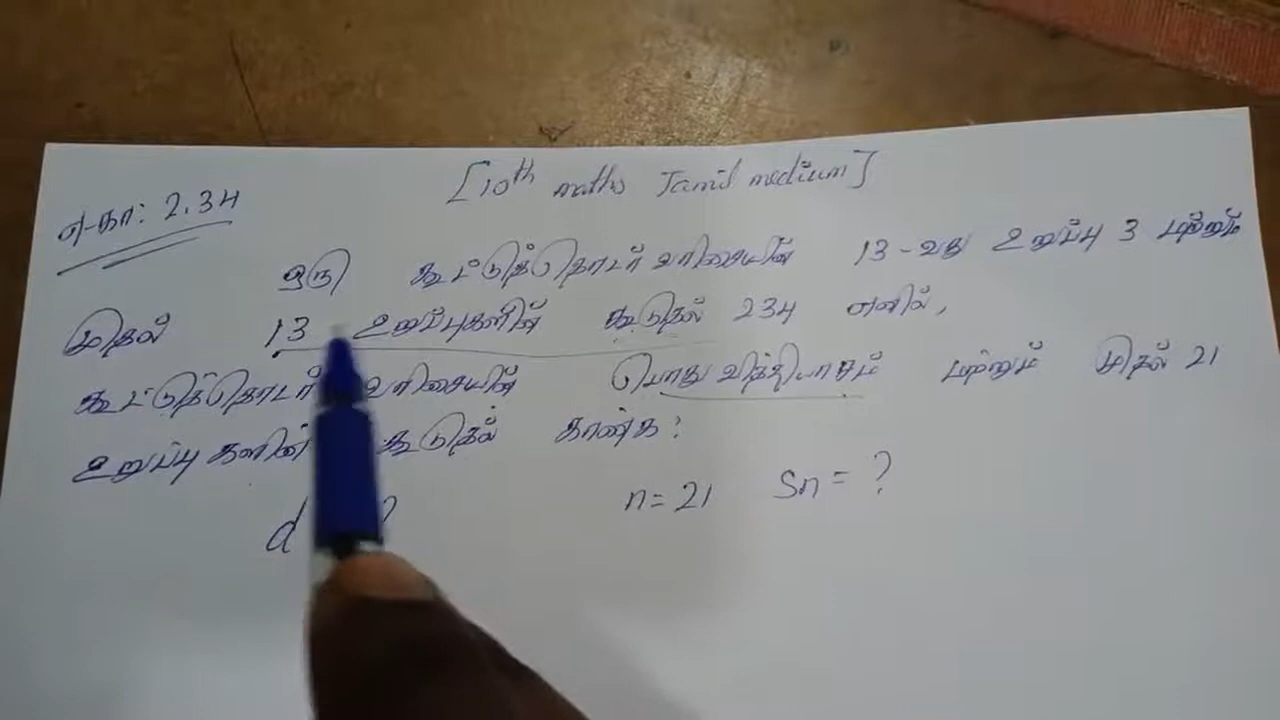 [10th maths Tamil medium]
எ-கா: 2.34
ஒரு கூட்டுத்தொடர் வரிசையின் 13-வது உறுப்பு 3 மற்றும்
முதல் 13 உறுப்புகளின் கூடுதல் 234 எனில்,
கூட்டுத்தொடர் வரிசையின் பொது வித்தியாசம் மற்றும் முதல் 21
உறுப்புகளின் கூடுதல் காண்க?
d ? n = 21 Sn = ?